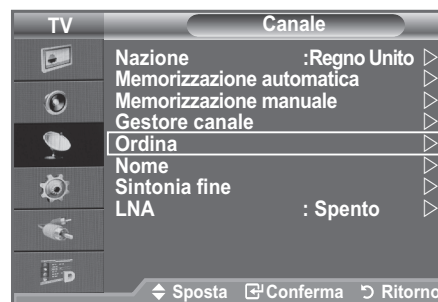 TV Canale
Nazione :Regno Unito
Memorizzazione automatica
Memorizzazione manuale
Gestore canale
Ordina
Nome
Sintonia fine
LNA : Spento
Sposta Conferma Ritorno